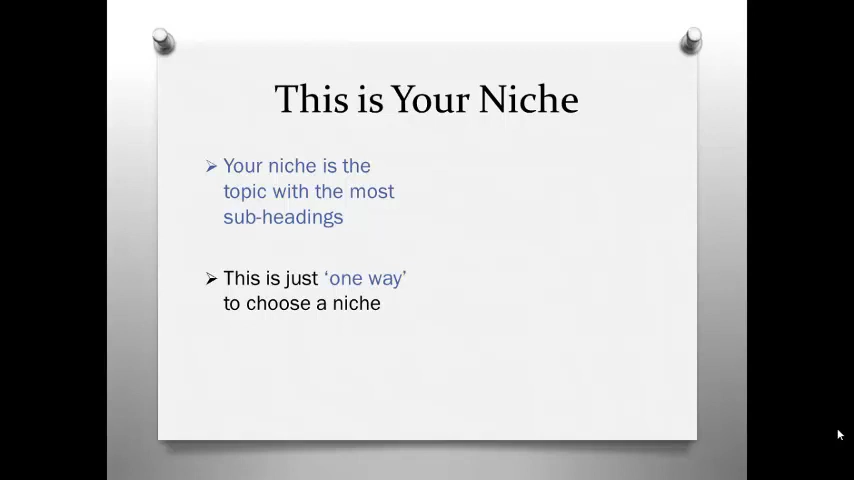 This is Your Niche
➢ Your niche is the
topic with the most
sub-headings
➢ This is just ‘one way’
to choose a niche